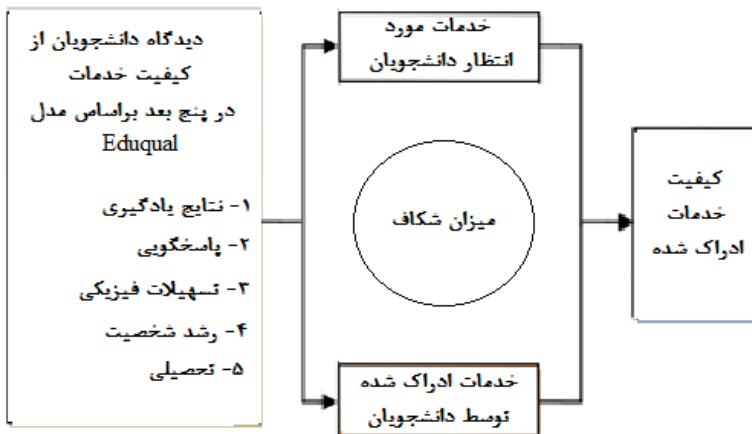 دیدگاه دانشجویان از
کیفیت خدمات
در پنج بعد براساس مدل
Eduqual
۱- نتایج یادگیری
۲- پاسخگویی
۳- تسهیلات فیزیکی
۴- رشد شخصیت
۵- تحصیلی
خدمات مورد
انتظار دانشجویان
میزان شکاف
خدمات ادراک شده
توسط دانشجویان
کیفیت
خدمات
ادراک شده